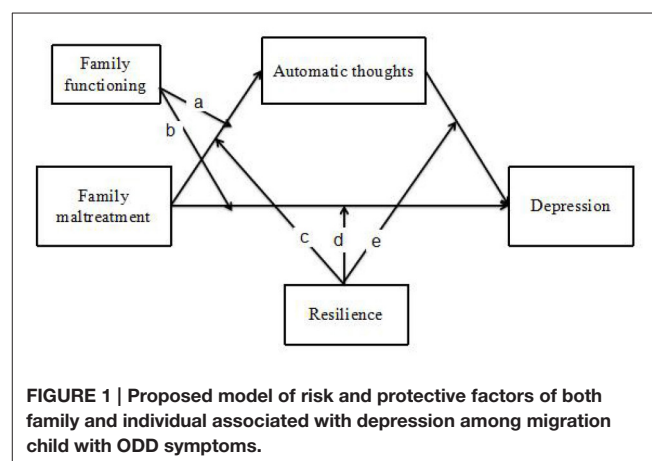 Family
functioning
Automatic thoughts
a
b
Family
maltreatment
Depression
c
d
e
Resilience
FIGURE 1 | Proposed model of risk and protective factors of both
family and individual associated with depression among migration
child with ODD symptoms.